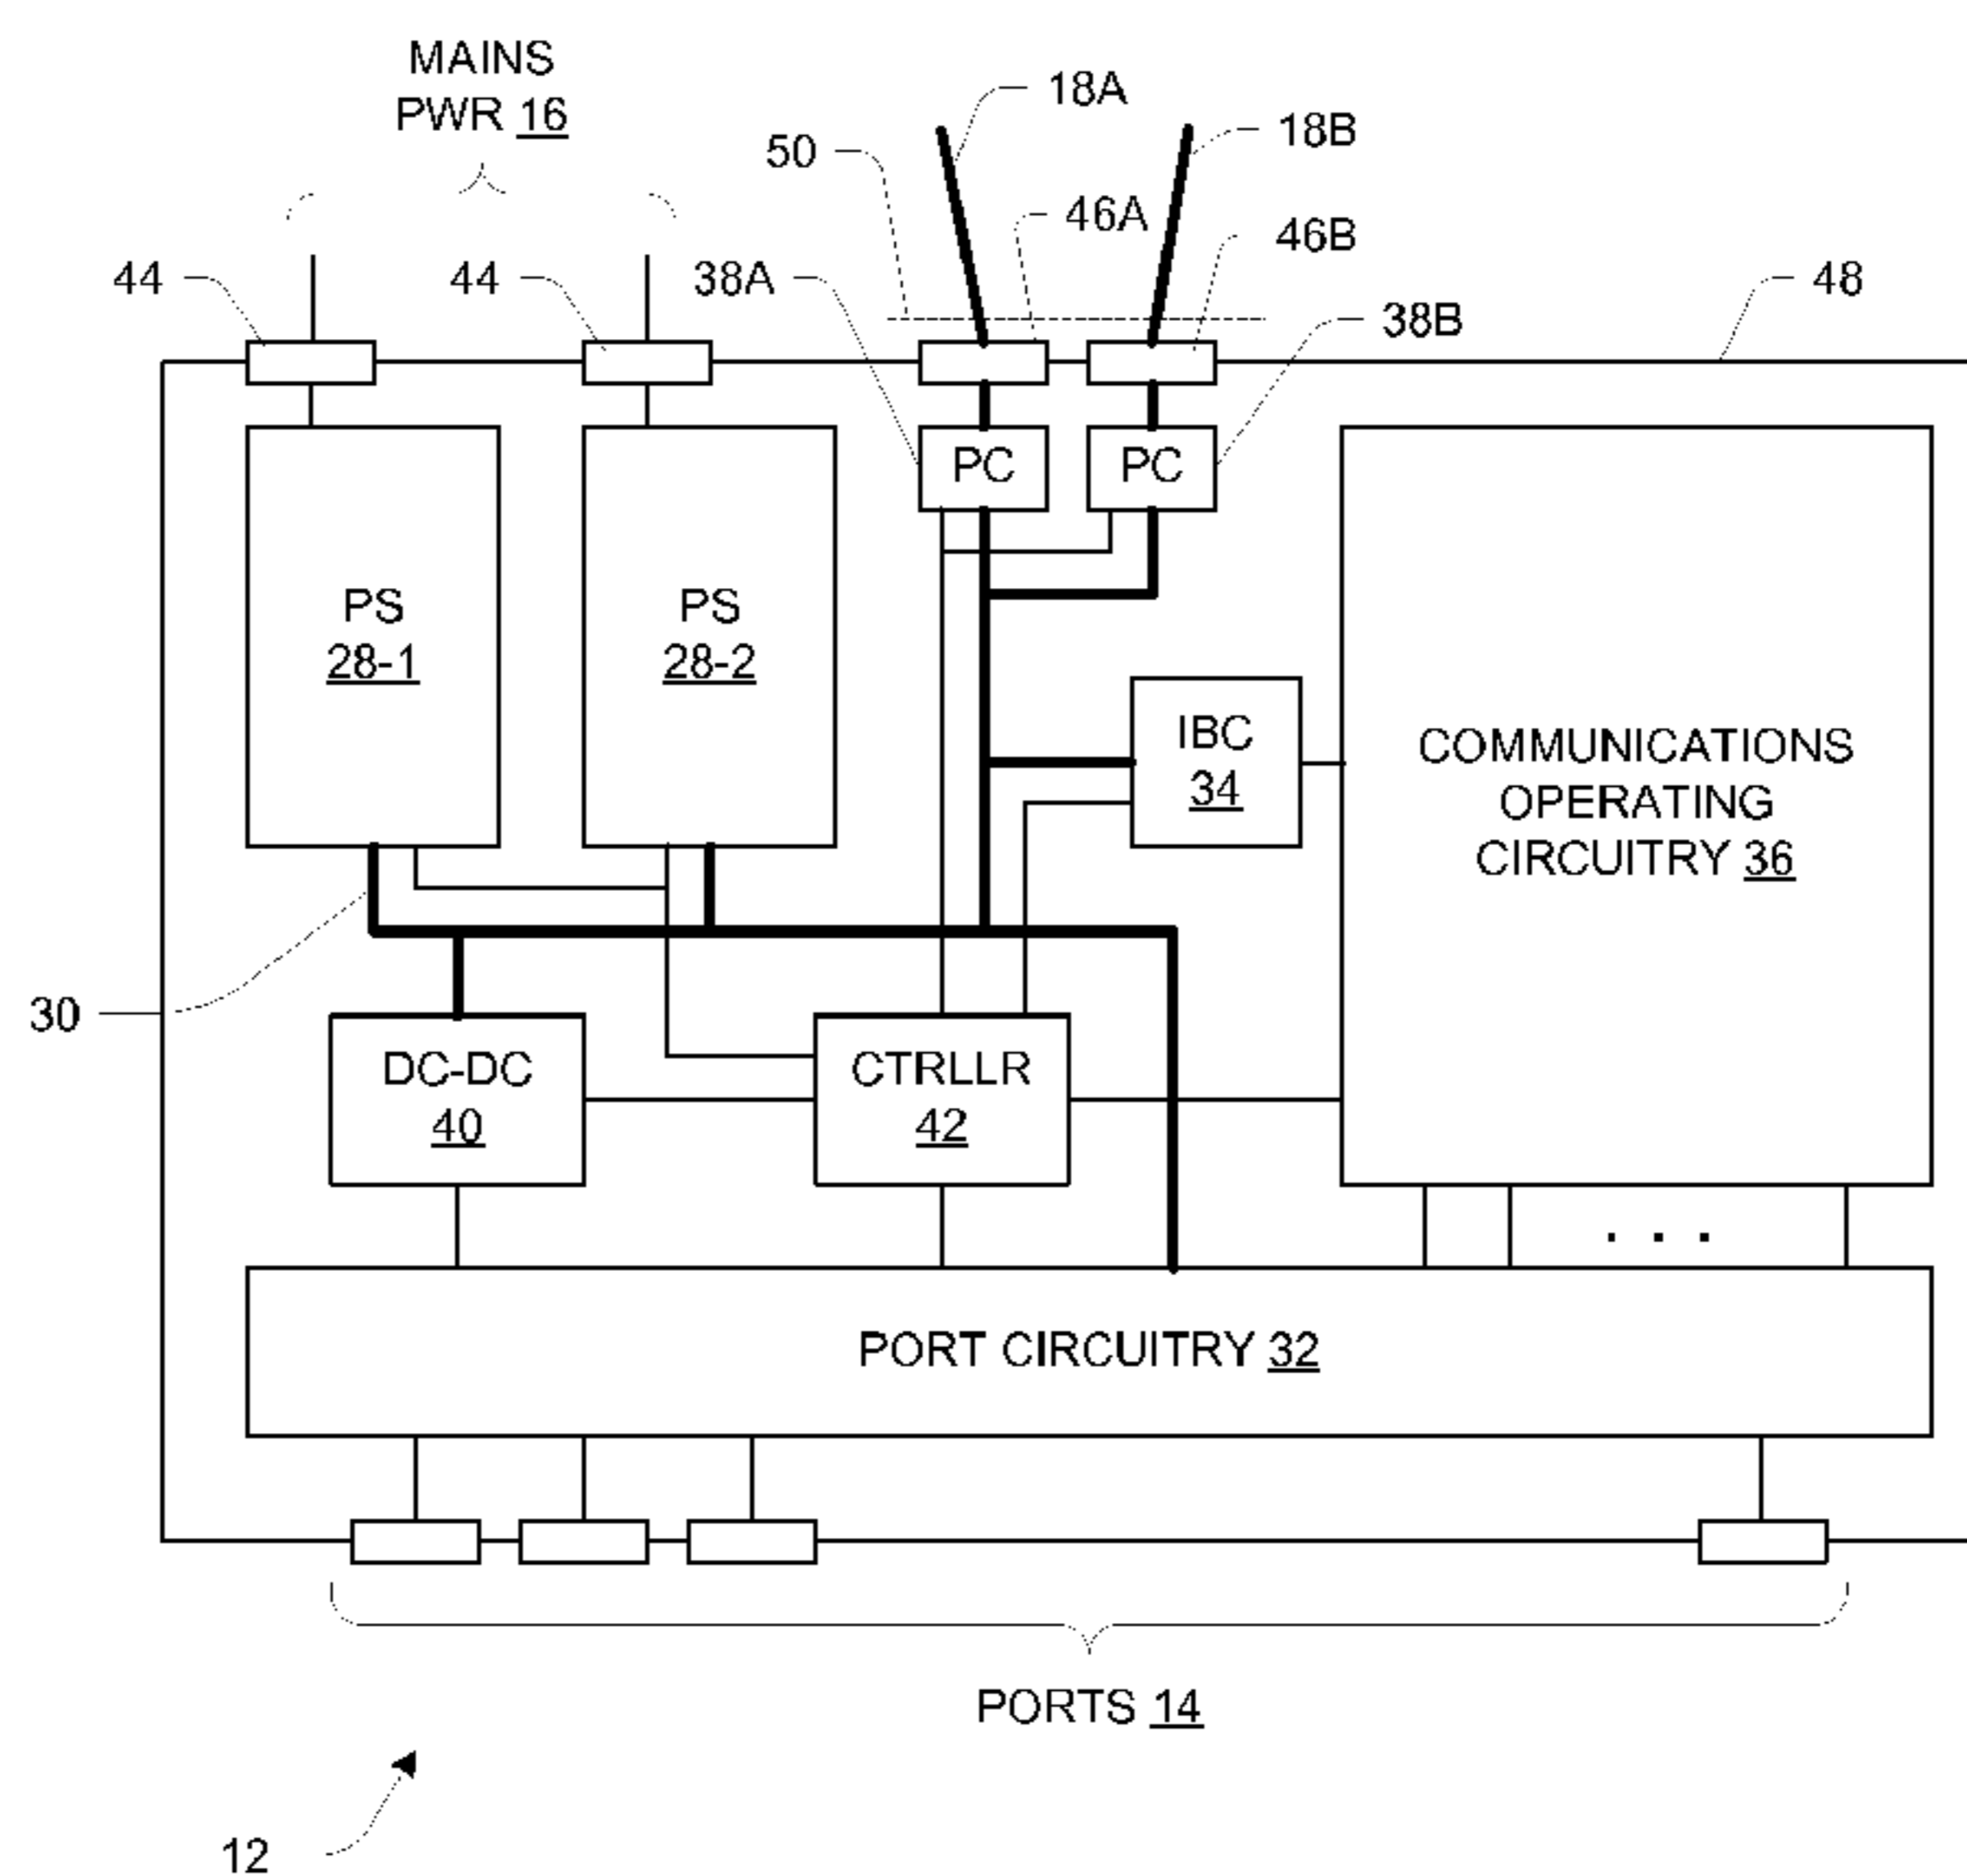 MAINS
PWR 16
18A
18B
50
46A
46B
44
44
38A
48
38B
PC
PC
PS
28-1
PS
28-2
IBC
34
COMMUNICATIONS
OPERATING
CIRCUITRY 36
30
DC-DC
40
CTRLLR
42
. . .
PORT CIRCUITRY 32
PORTS 14
12